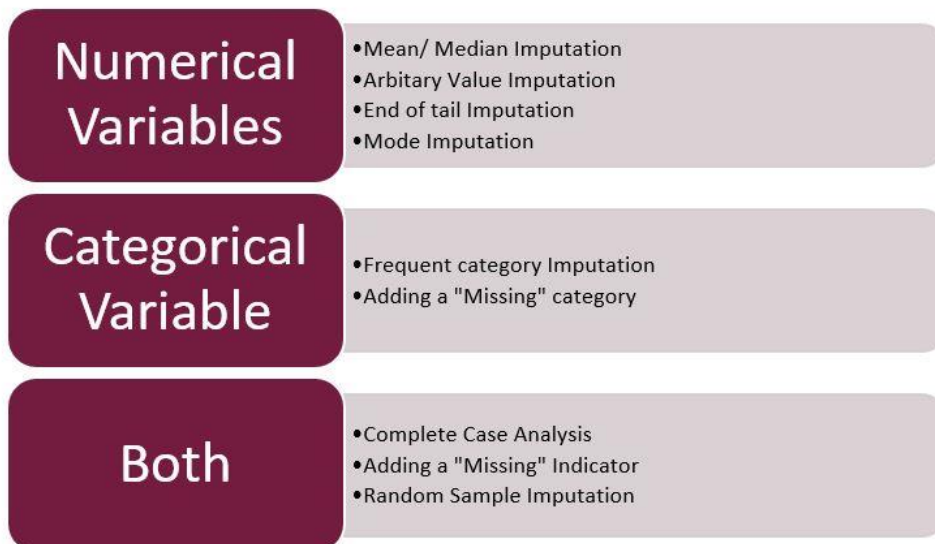 Numerical
Variables
•Mean/ Median Imputation
•Arbitary Value Imputation
•End of tail Imputation
•Mode Imputation
Categorical
Variable
•Frequent category Imputation
•Adding a "Missing" category
Both
•Complete Case Analysis
•Adding a "Missing" Indicator
•Random Sample Imputation